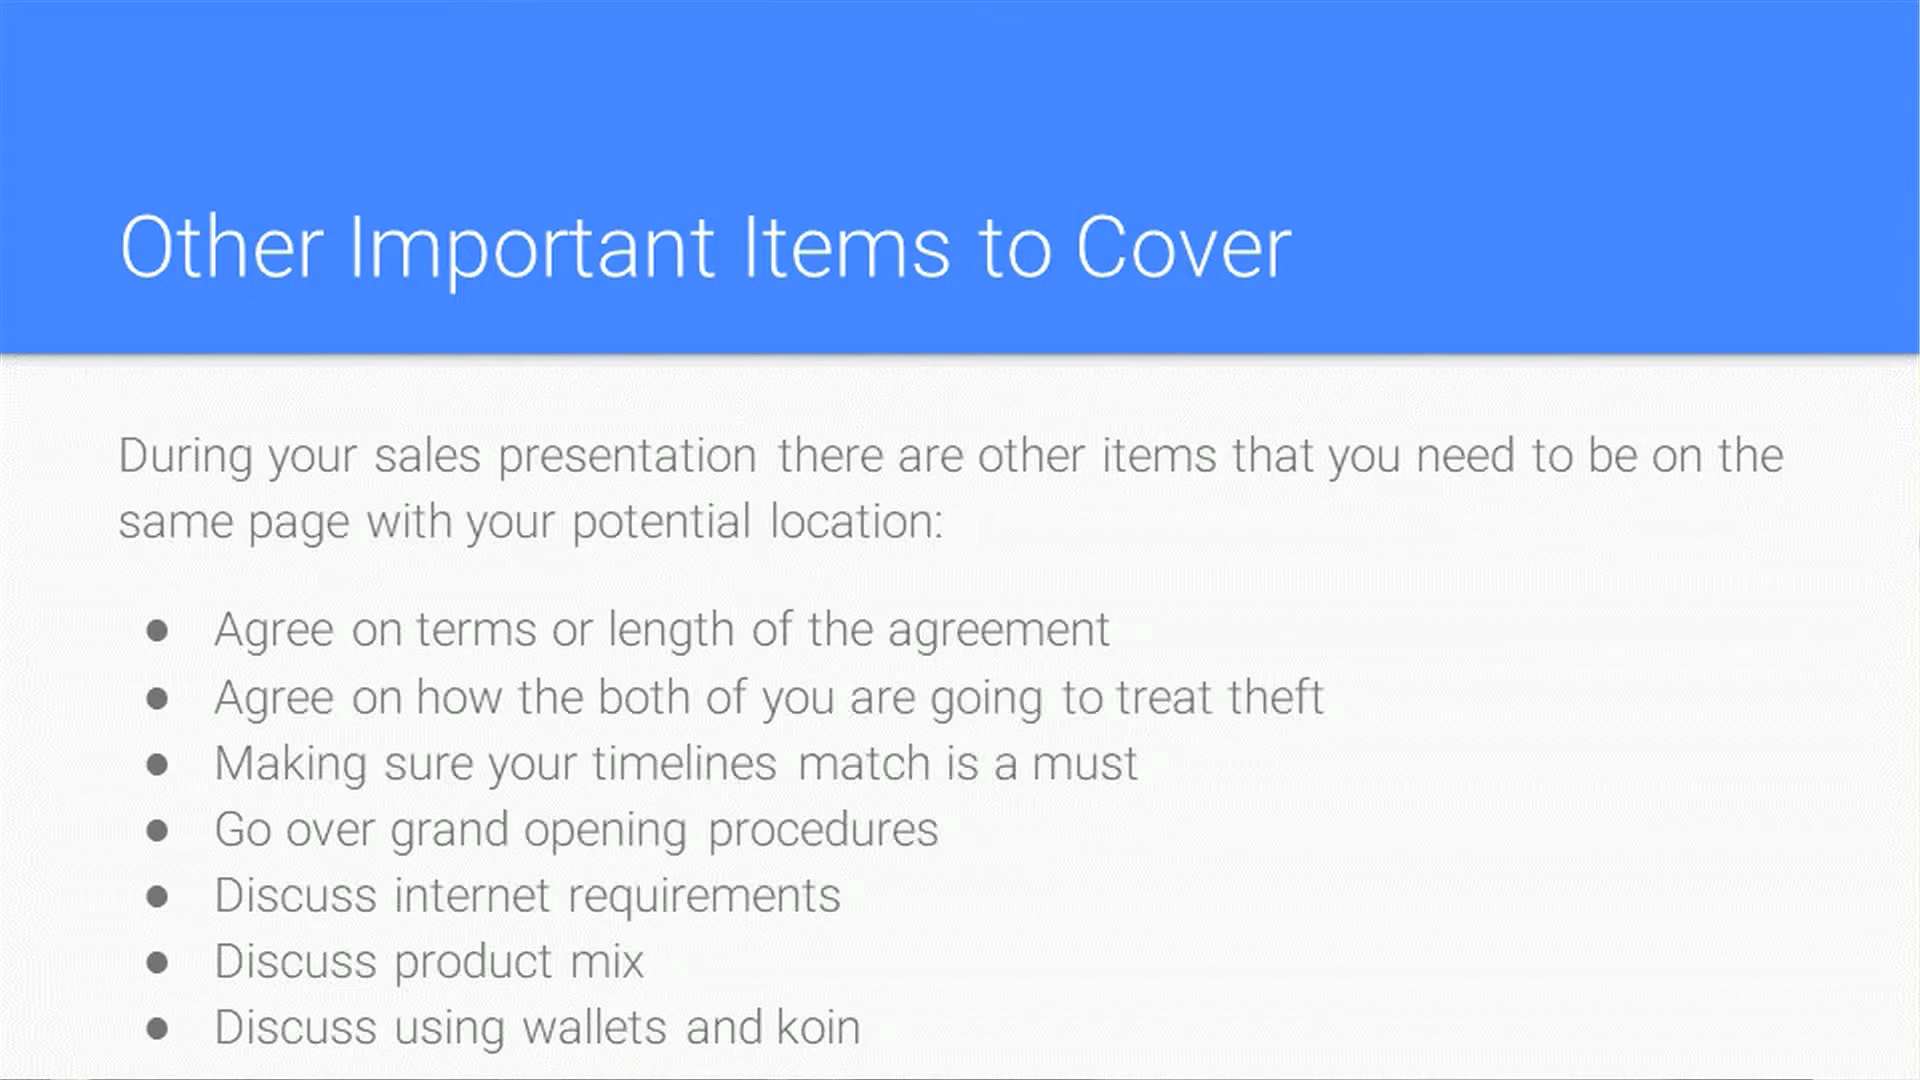 Other Important Items to Cover
During your sales presentation there are other items that you need to be on the
same page with your potential location:
● Agree on terms or length of the agreement
● Agree on how the both of you are going to treat theft
● Making sure your timelines match is a must
● Go over grand opening procedures
● Discuss internet requirements
● Discuss product mix
● Discuss using wallets and koin